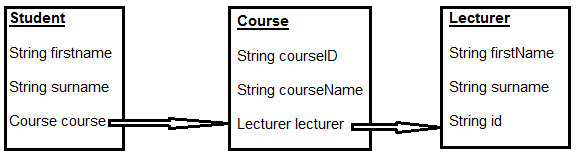 Student
String firstname
String surname
Course course
Course
String courseID
String courseName
Lecturer lecturer
Lecturer
String firstName
String surname
String id